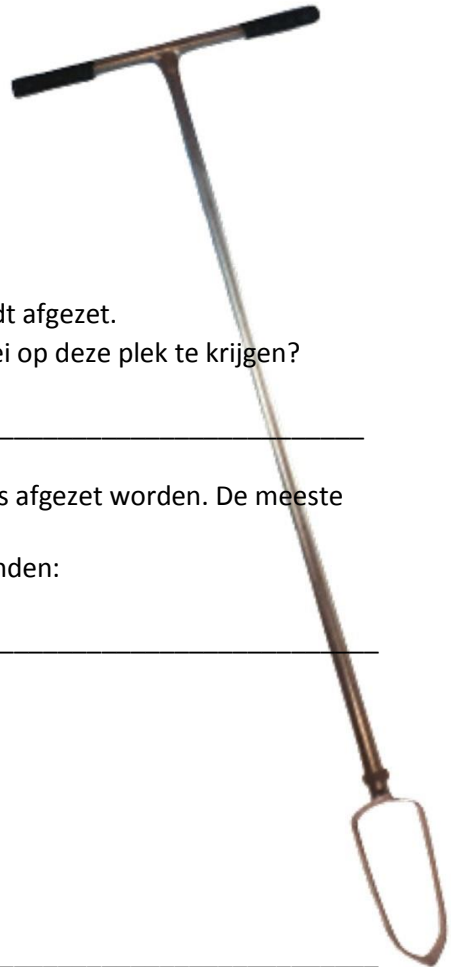 dt afgezet.
ei op deze plek te krijgen?
s afgezet worden. De meeste
nden: